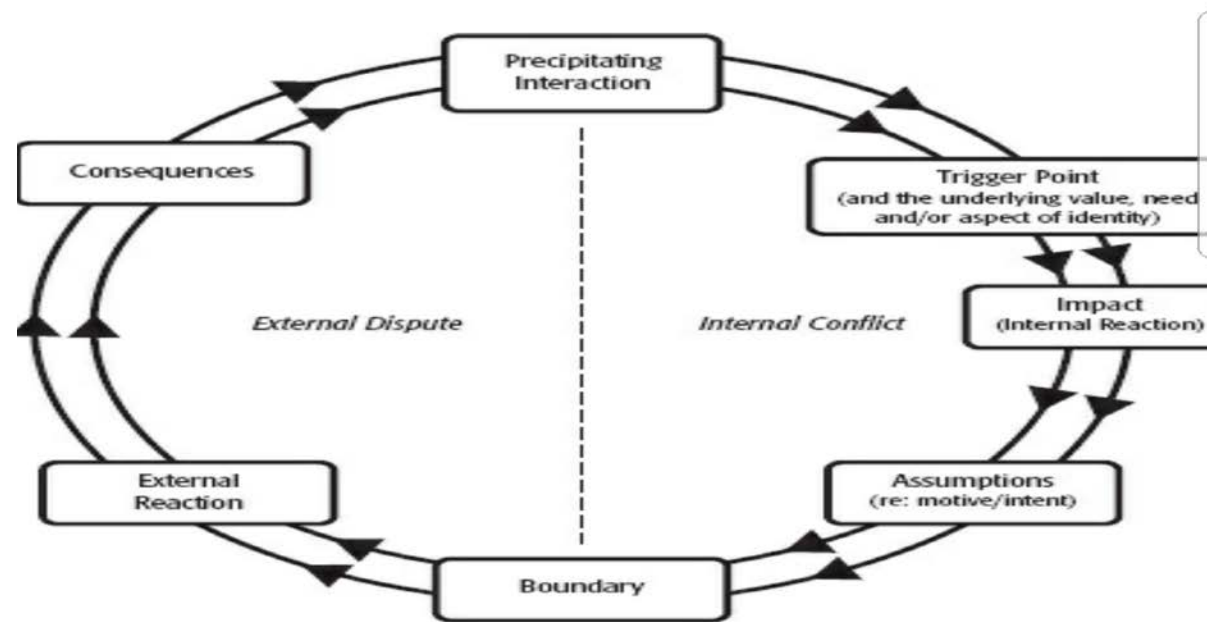 Precipitating
Interaction
Consequences
Trigger Point
(and the underlying value, need
and/or aspect of identity)
External Dispute
Internal Conflict
Impact
(Internal Reaction)
External
Reaction
Assumptions
(re: motive/intent)
Boundary